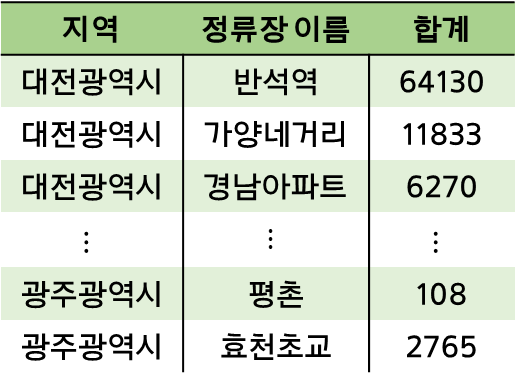 지역 정류장 이름 합계
대전광역시 반석역 64130
대전광역시 가양네거리 11833
대전광역시 경남아파트 6270
⋮ ⋮ ⋮
광주광역시 평촌 108
광주광역시 효천초교 2765